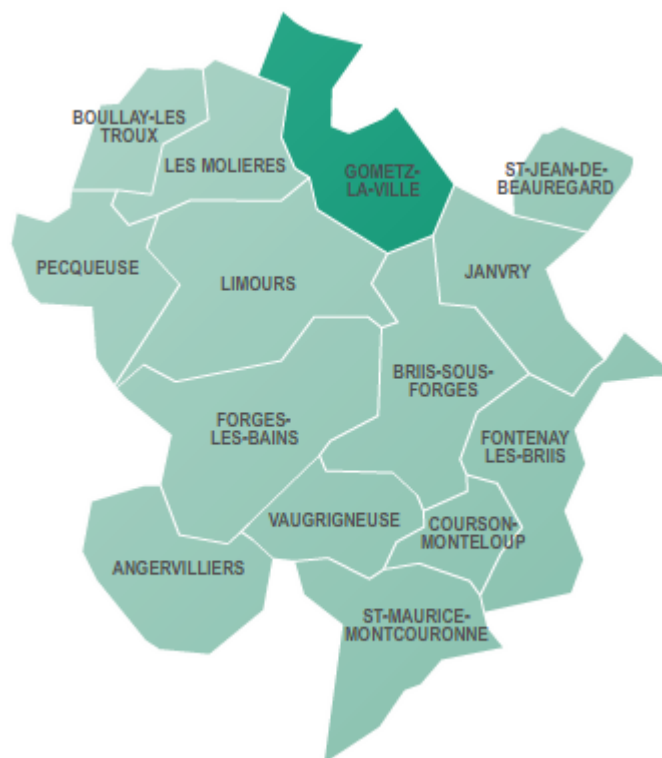 BOULLAY-LES
TROUX
LES MOLIERES
GOMETZ-
LA-VILLE
ST-JEAN-DE-
BEAUREGARD
PECQUEUSE
LIMOURS
JANVRY
BRIIS-SOUS-
FORGES
FORGES-
LES-BAINS
FONTENAY
LES-BRIIS
VAUGRIGNEUSE
COURSON-
MONTELOUP
ANGERVILLIERS
ST-MAURICE-
MONTCOURONNE